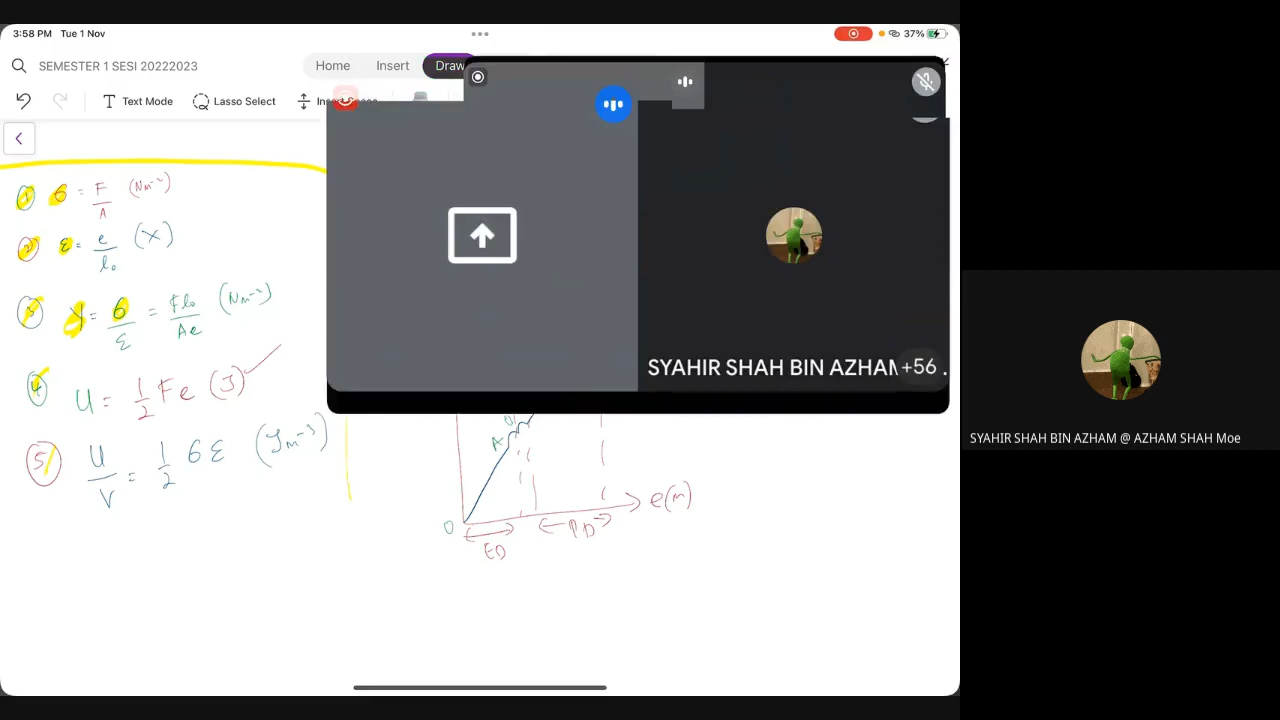 3:58 PM Tue 1 Nov
37%
SEMESTER 1 SESI 20222023
Home Insert Draw
Text Mode Lasso Select
1 σ = F/A (Nm⁻²)
2 ε = e/l₀ (X)
3 Y = σ/ε = Fl₀/Ae (Nm⁻²)
4 U = 1/2 Fe (J)
5 U/V = 1/2 σε (Jm⁻³)
SYAHIR SHAH BIN AZHAM +56
A
O
e(m)
ED
PD
SYAHIR SHAH BIN AZHAM @ AZHAM SHAH Moe